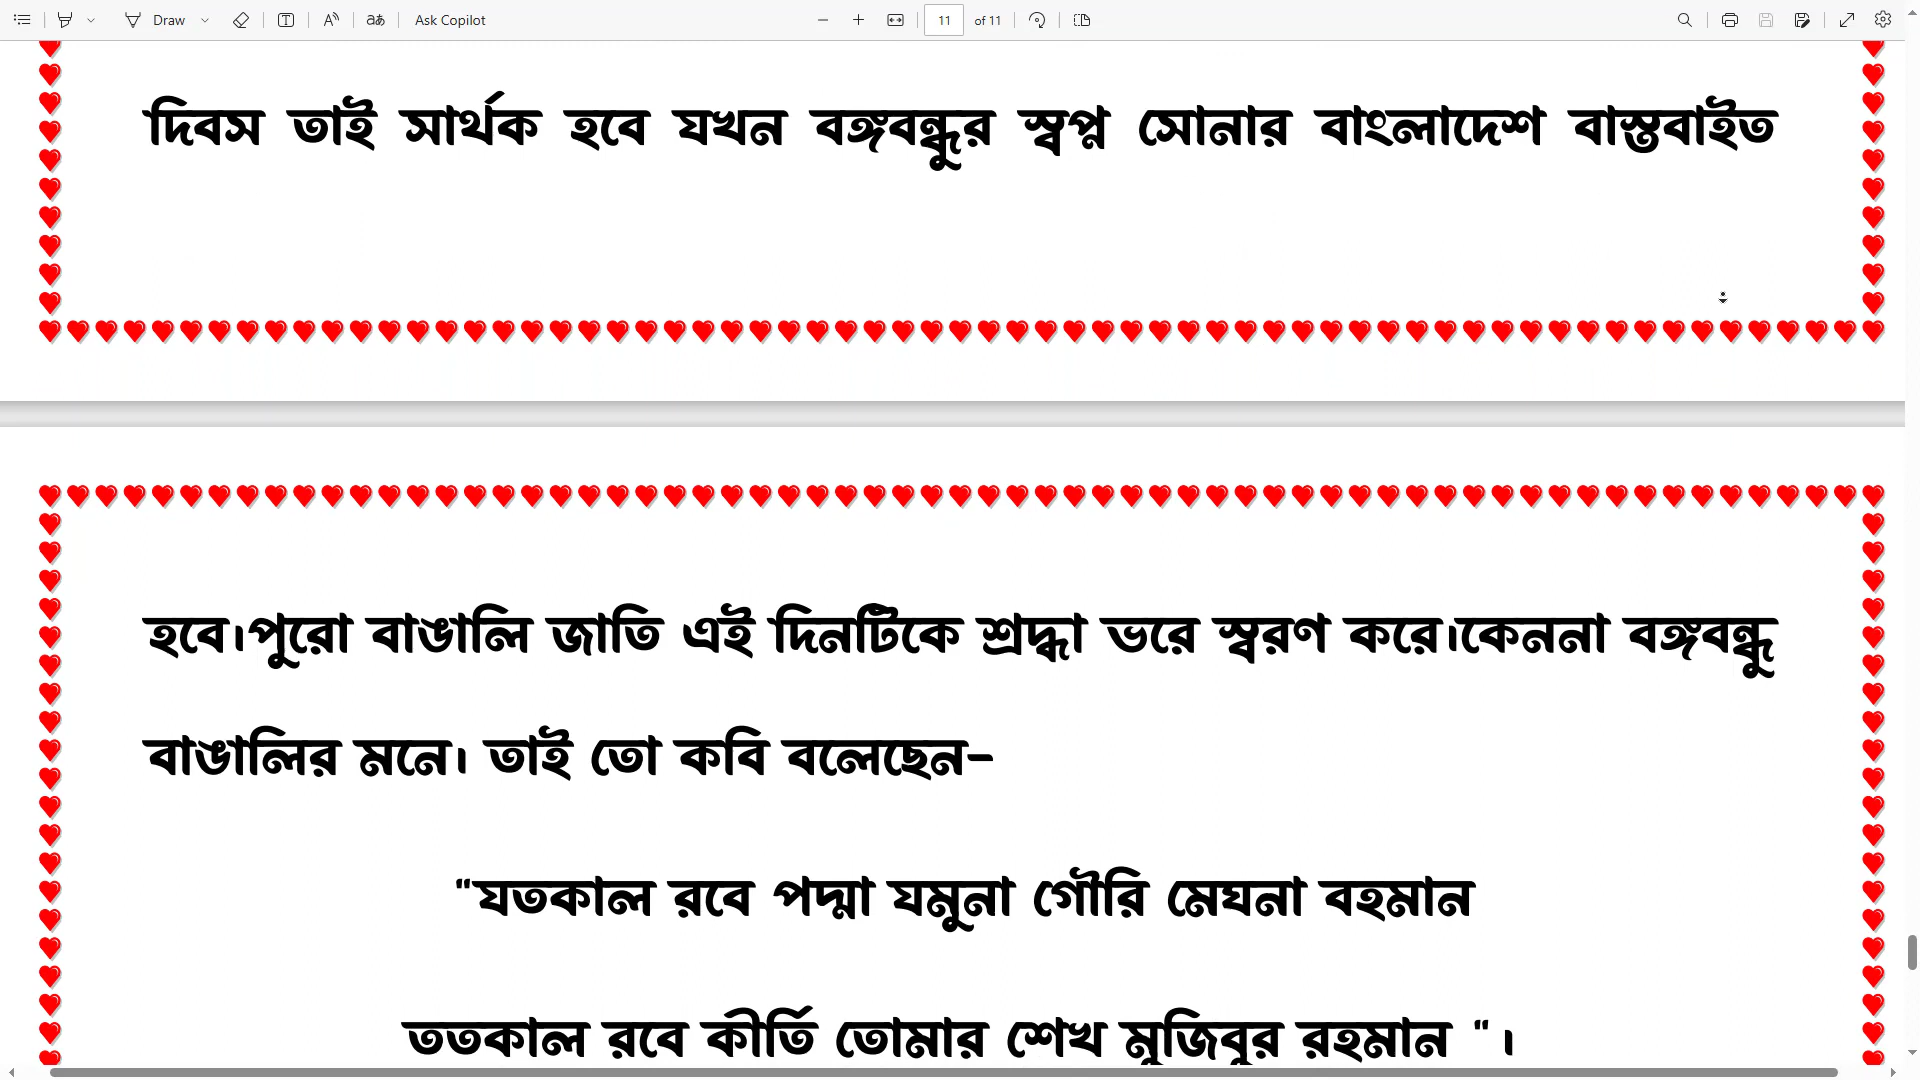 Draw
Ask Copilot
11 of 11
দিবস তাই সার্থক হবে যখন বঙ্গবন্ধুর স্বপ্ন সোনার বাংলাদেশ বাস্তবাইত
হবে।পুরো বাঙালি জাতি এই দিনটিকে শ্রদ্ধা ভরে স্বরণ করে।কেননা বঙ্গবন্ধু
বাঙালির মনে। তাই তো কবি বলেছেন–
"যতকাল রবে পদ্মা যমুনা গৌরি মেঘনা বহমান
ততকাল রবে কীর্তি তোমার শেখ মুজিবুর রহমান "।